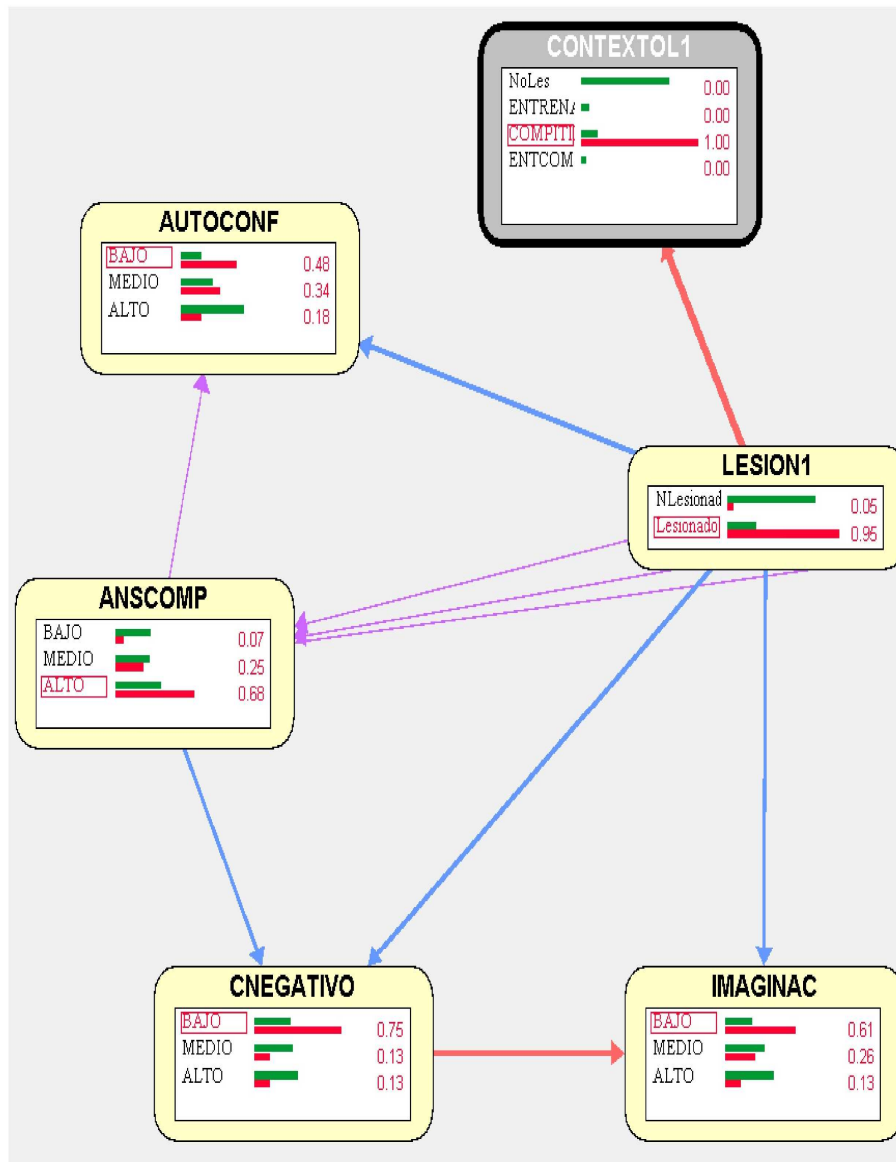 CONTEXTOL1
NoLes 0.00
ENTRENA 0.00
COMPITI 1.00
ENTCOM 0.00
AUTOCONF
BAJO 0.48
MEDIO 0.34
ALTO 0.18
LESION1
NLesionad 0.05
Lesionado 0.95
ANSCOMP
BAJO 0.07
MEDIO 0.25
ALTO 0.68
CNEGATIVO
BAJO 0.75
MEDIO 0.13
ALTO 0.13
IMAGINAC
BAJO 0.61
MEDIO 0.26
ALTO 0.13